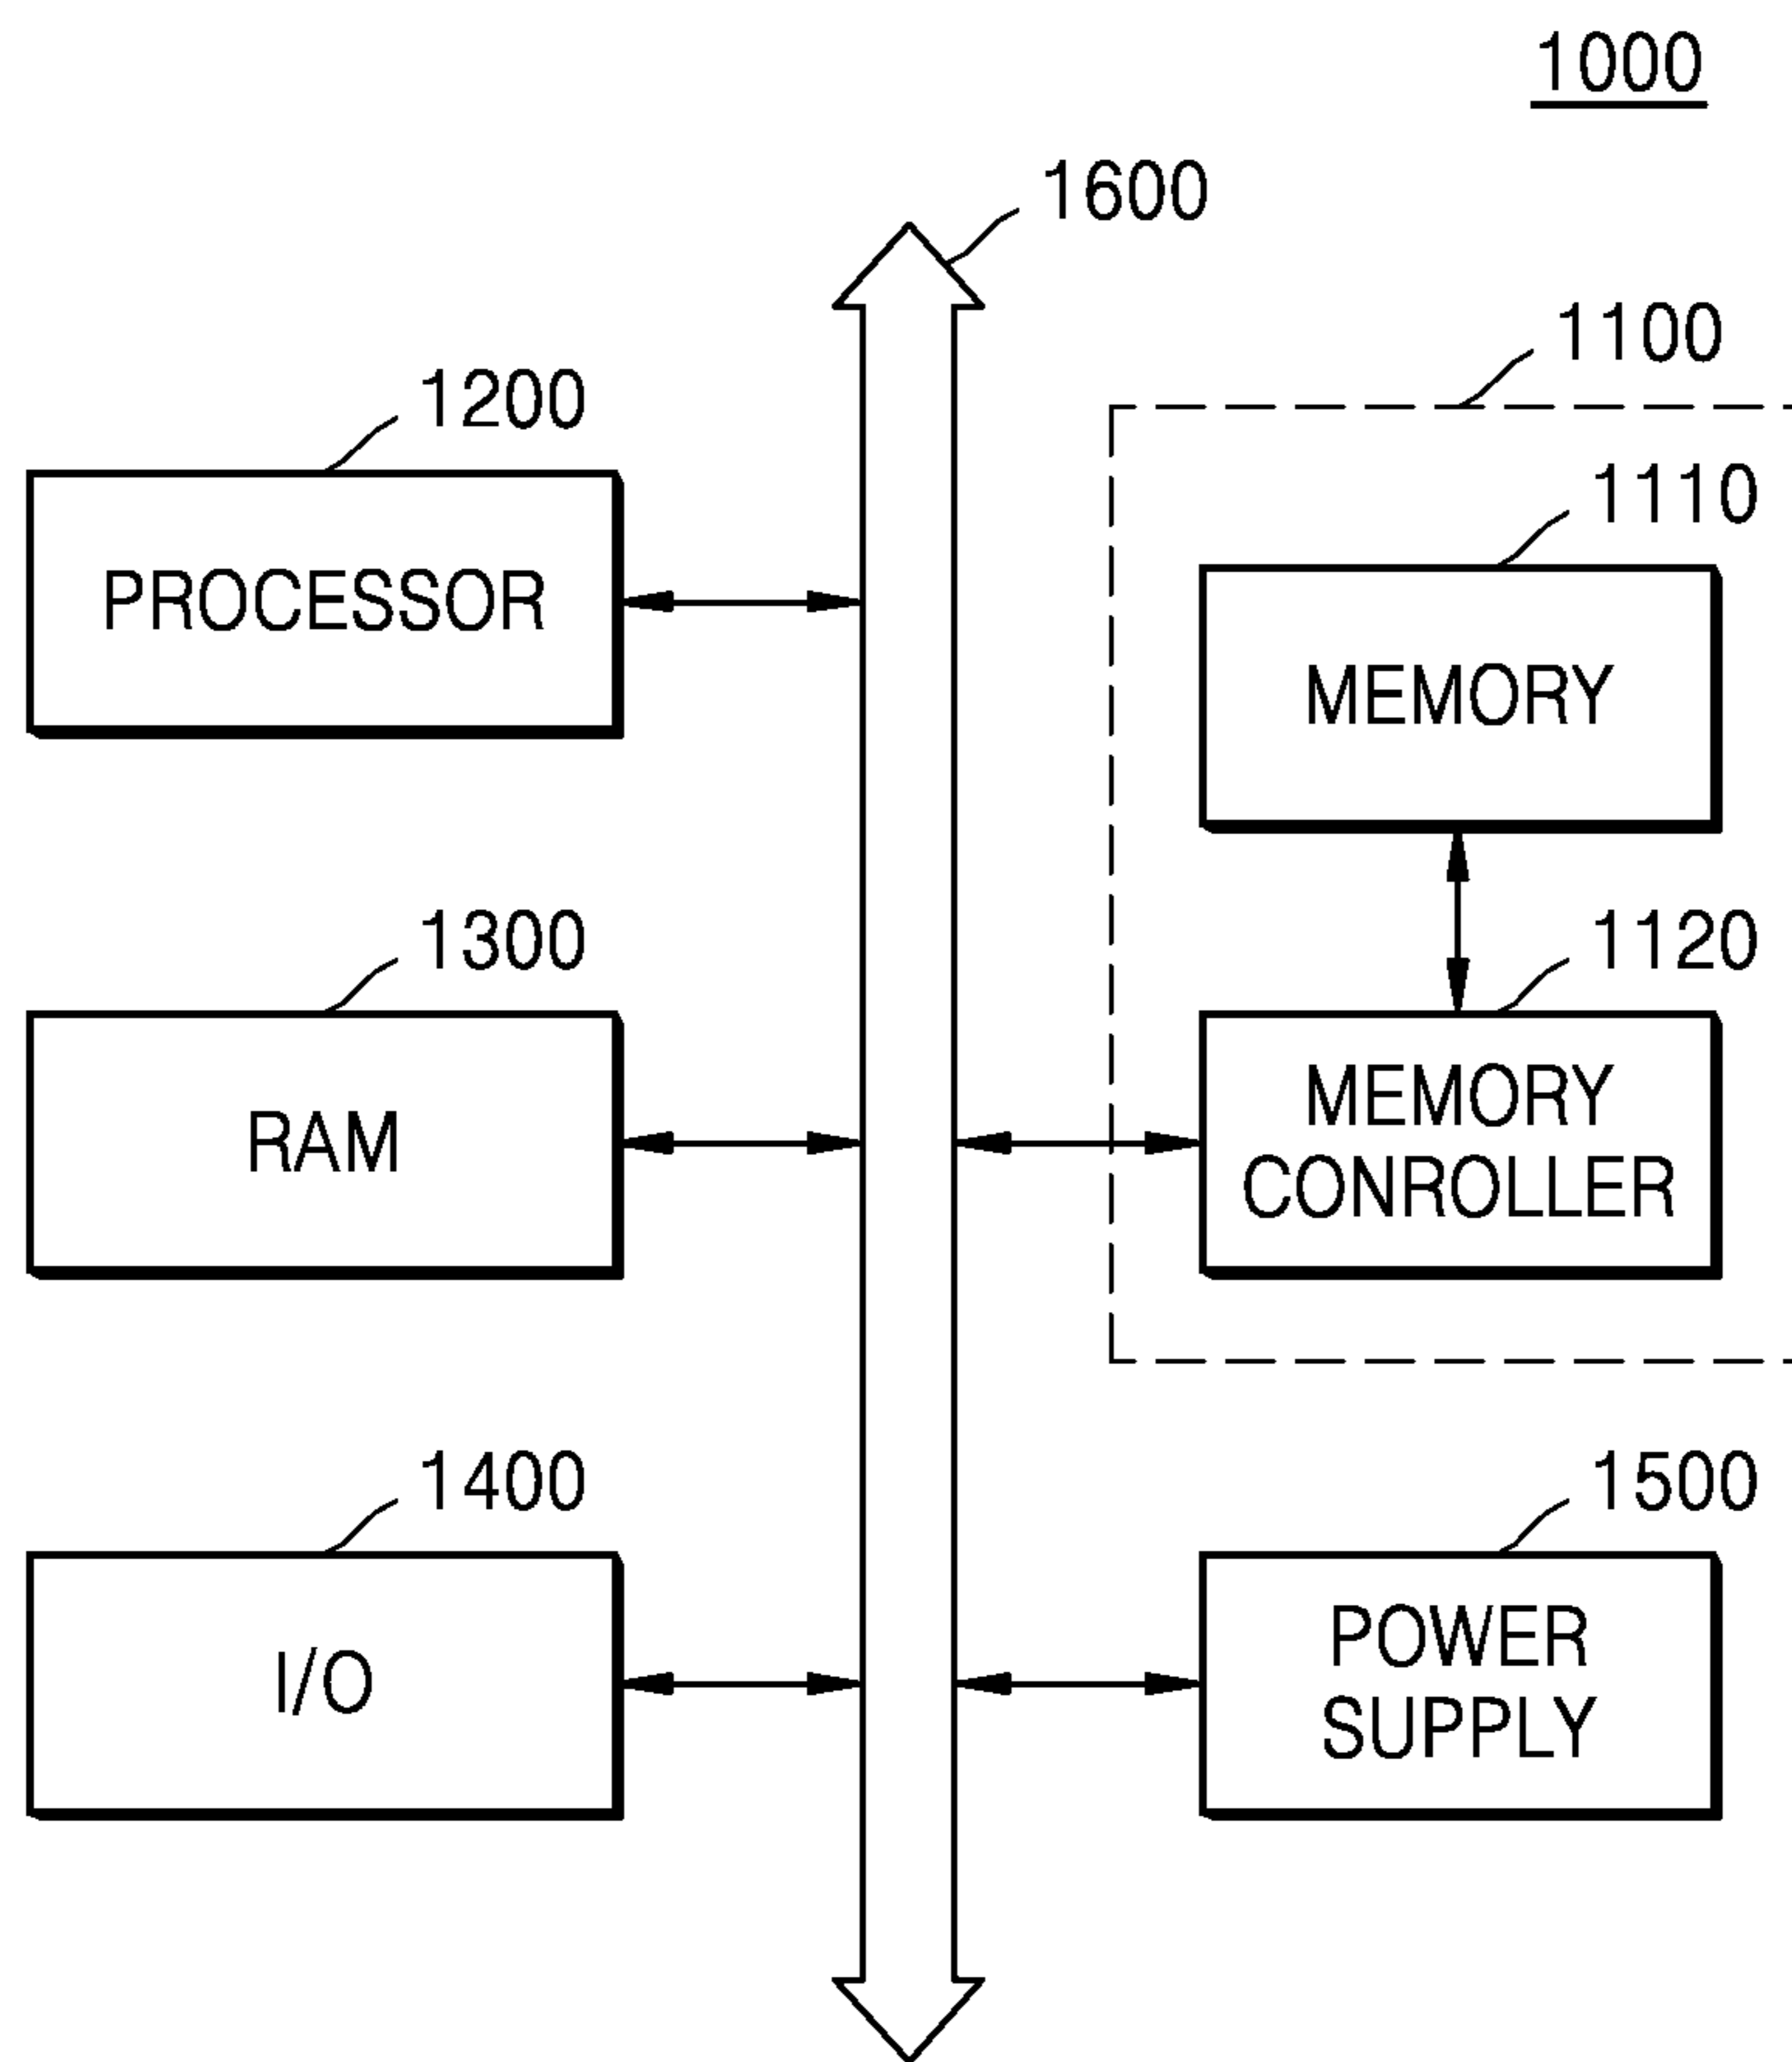 1000
1600
1100
1200
1110
PROCESSOR
MEMORY
1300
1120
RAM
MEMORY
CONROLLER
1400
1500
I/O
POWER
SUPPLY